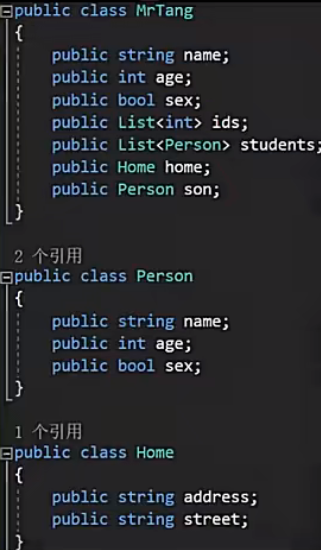 public class MrTang
{
public string name;
public int age;
public bool sex;
public List<int> ids;
public List<Person> students;
public Home home;
public Person son;
}
2 个引用
public class Person
{
public string name;
public int age;
public bool sex;
}
1 个引用
public class Home
{
public string address;
public string street;
}